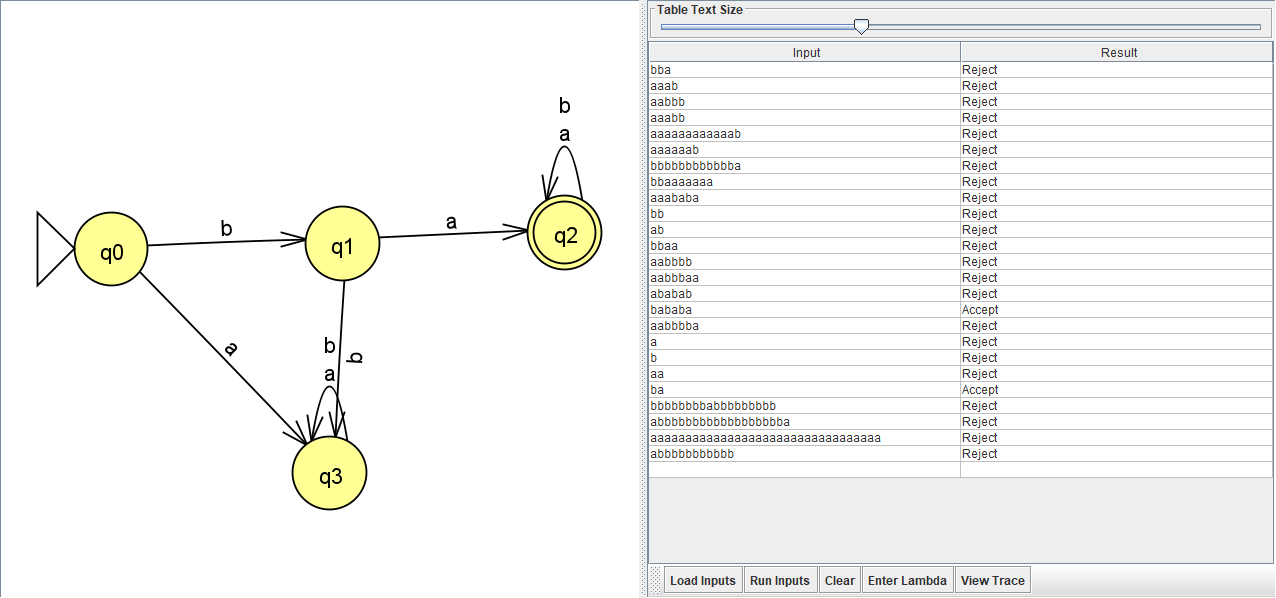 b
a
q0
b
q1
a
q2
a
b
b
a
q3
Table Text Size
Input Result
bba Reject
aaab Reject
aabbb Reject
aaabb Reject
aaaaaaaaaaaab Reject
aaaaaab Reject
bbbbbbbbbbbba Reject
bbaaaaaaa Reject
aaababa Reject
bb Reject
ab Reject
bbaa Reject
aabbbb Reject
aabbbaa Reject
ababab Reject
bababa Accept
aabbbba Reject
a Reject
b Reject
aa Reject
ba Accept
bbbbbbbbabbbbbbbbb Reject
abbbbbbbbbbbbbbbbbbba Reject
aaaaaaaaaaaaaaaaaaaaaaaaaaaaaaaaa Reject
abbbbbbbbbbb Reject
Load Inputs Run Inputs Clear Enter Lambda View Trace